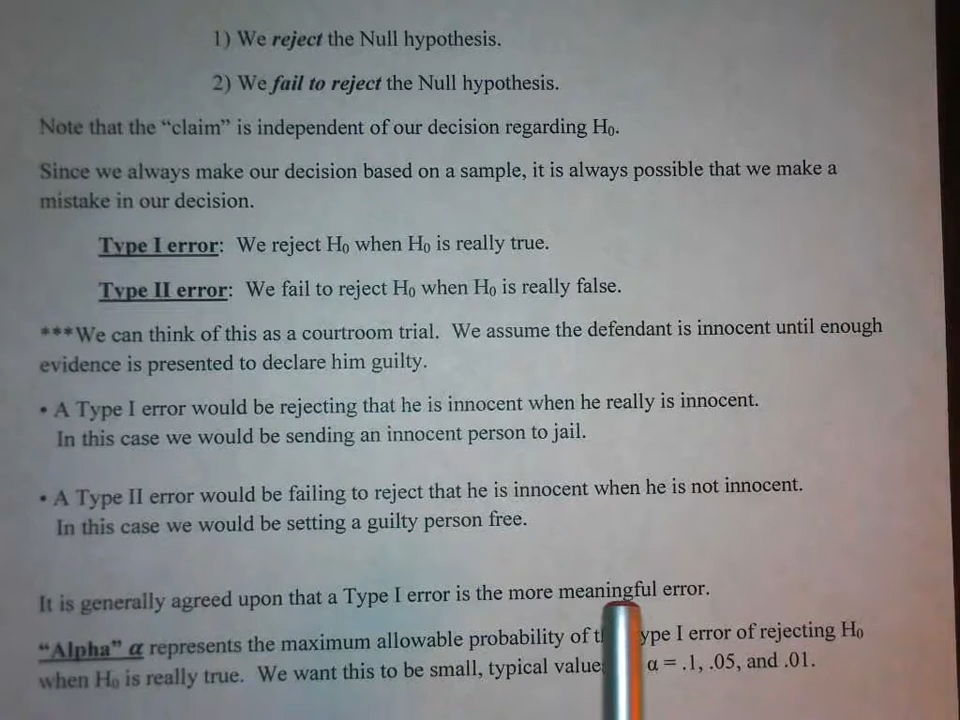 1) We reject the Null hypothesis.
2) We fail to reject the Null hypothesis.
Note that the “claim” is independent of our decision regarding H₀.
Since we always make our decision based on a sample, it is always possible that we make a
mistake in our decision.
Type I error: We reject H₀ when H₀ is really true.
Type II error: We fail to reject H₀ when H₀ is really false.
***We can think of this as a courtroom trial. We assume the defendant is innocent until enough
evidence is presented to declare him guilty.
• A Type I error would be rejecting that he is innocent when he really is innocent.
In this case we would be sending an innocent person to jail.
• A Type II error would be failing to reject that he is innocent when he is not innocent.
In this case we would be setting a guilty person free.
It is generally agreed upon that a Type I error is the more meaningful error.
“Alpha” α represents the maximum allowable probability of ype I error of rejecting H₀
when H₀ is really true. We want this to be small, typical value α = .1, .05, and .01.